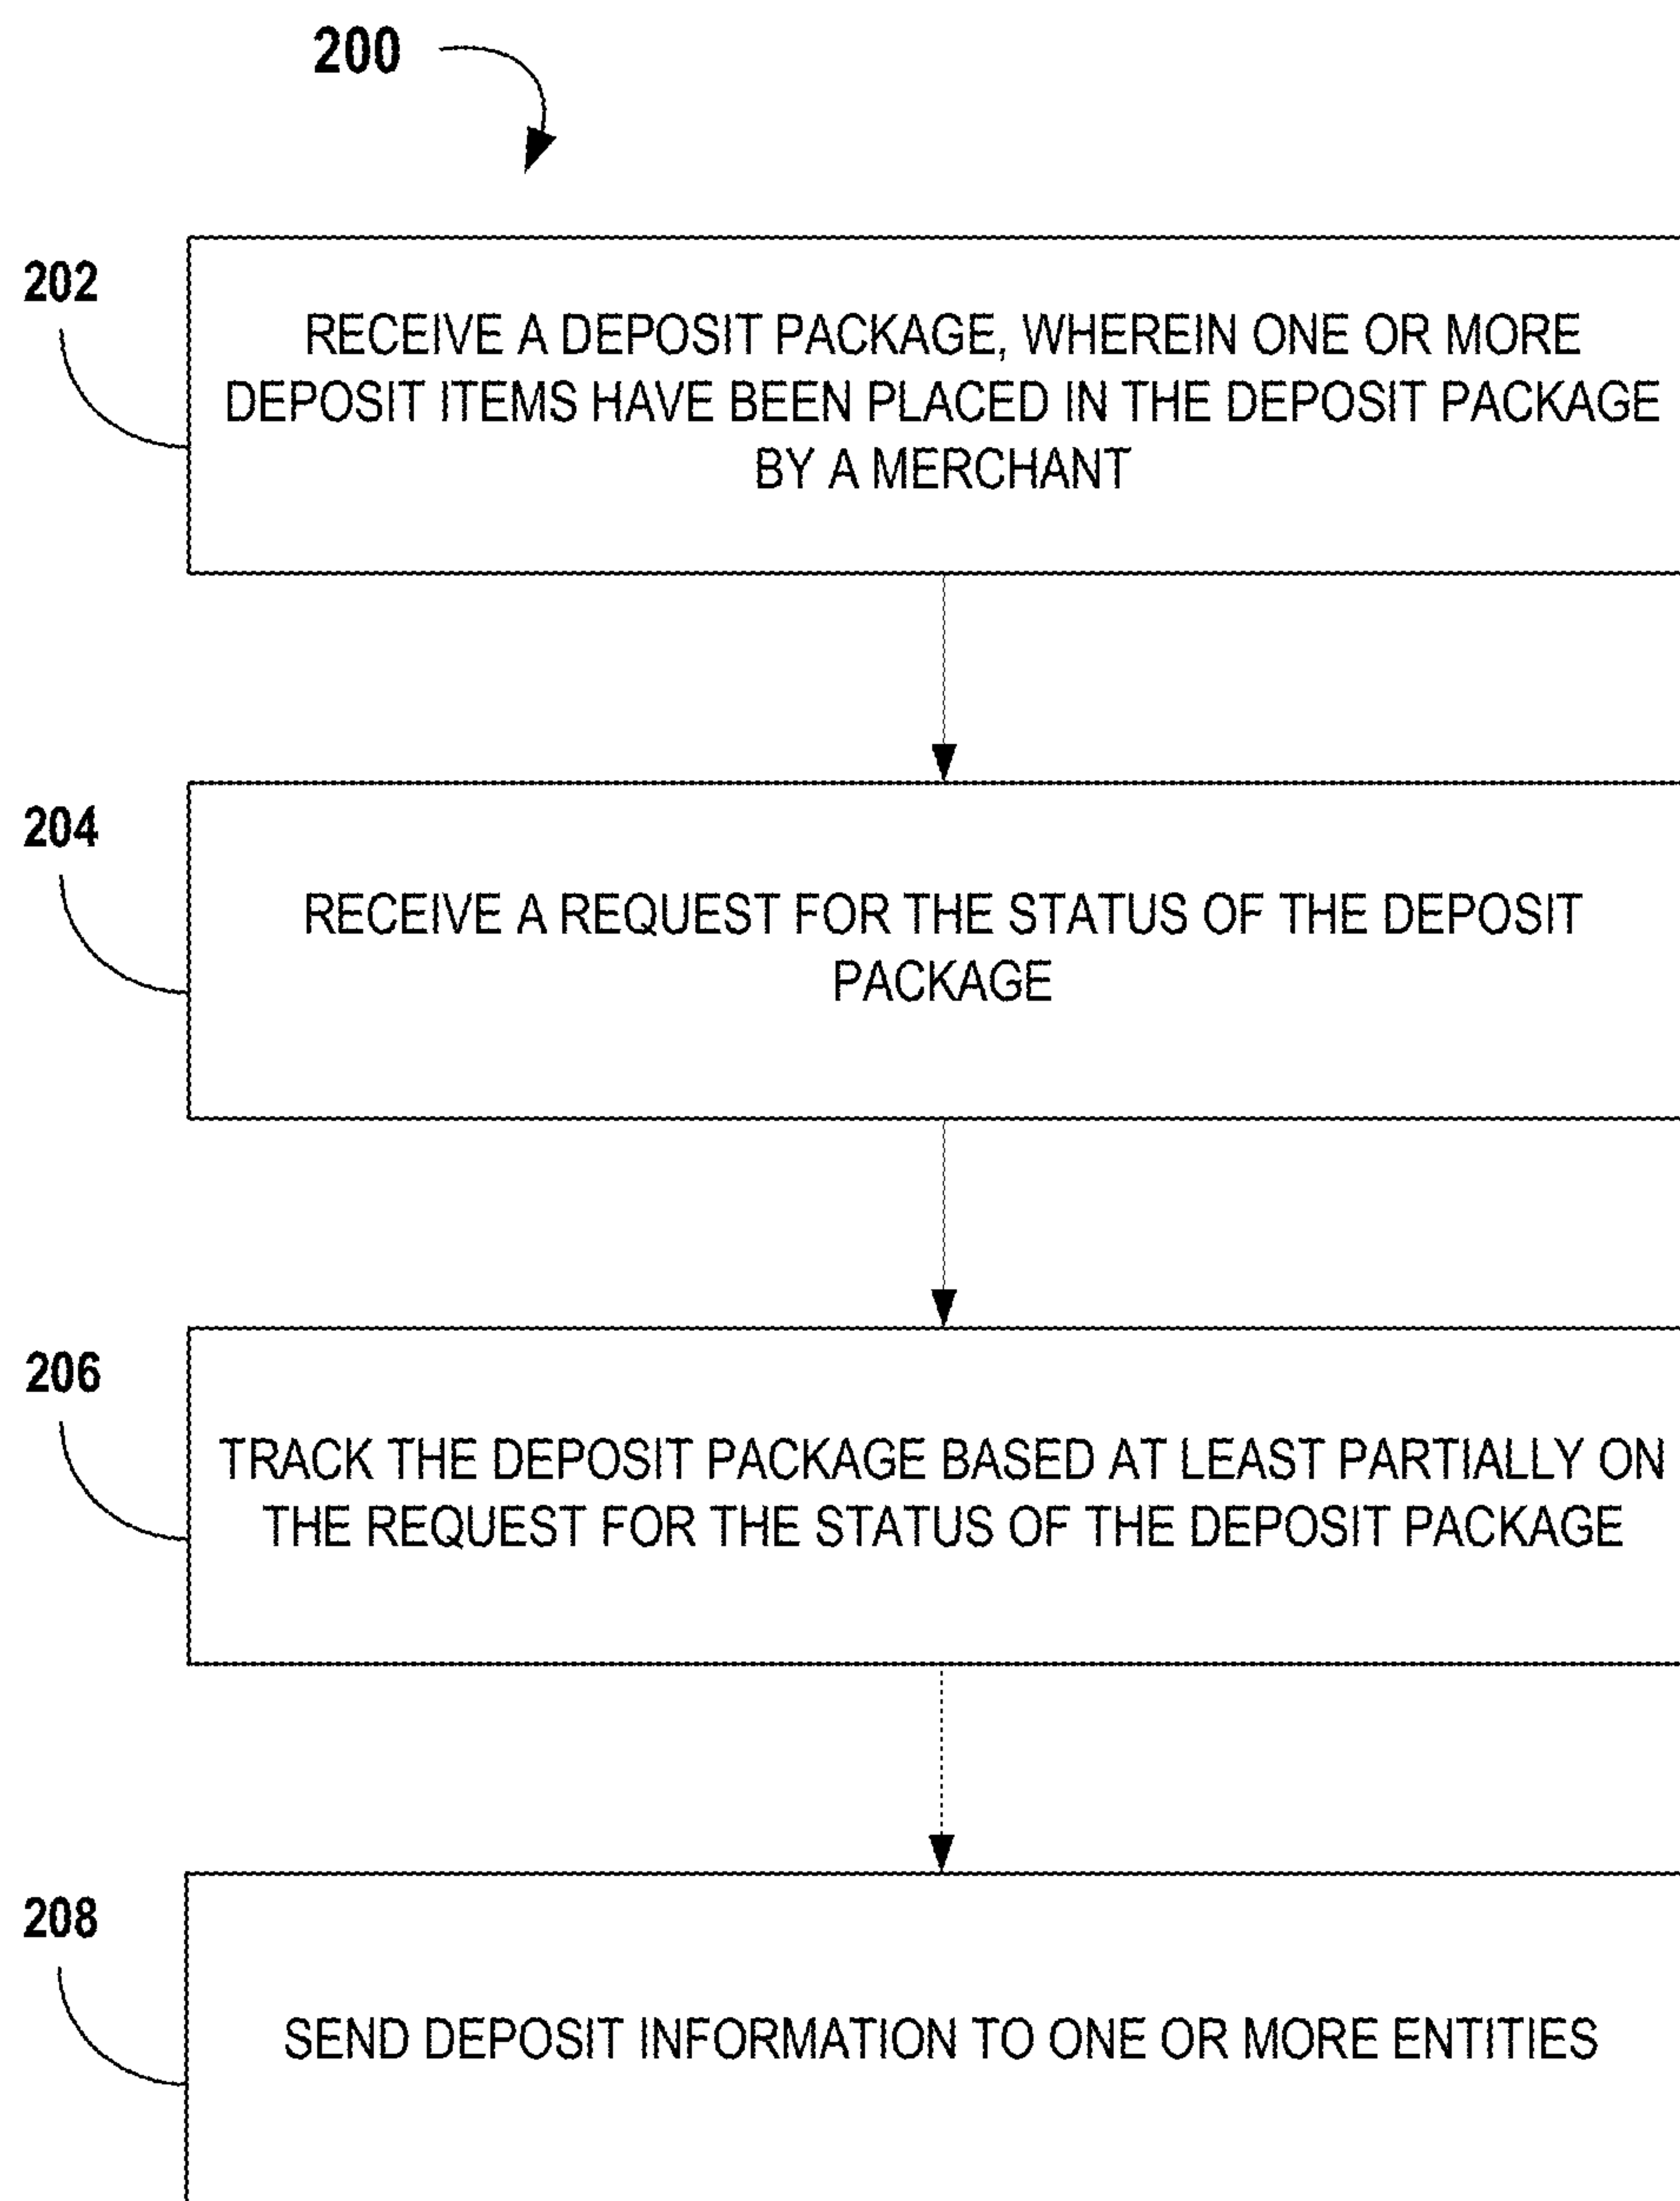 200
202
RECEIVE A DEPOSIT PACKAGE, WHEREIN ONE OR MORE
DEPOSIT ITEMS HAVE BEEN PLACED IN THE DEPOSIT PACKAGE
BY A MERCHANT
204
RECEIVE A REQUEST FOR THE STATUS OF THE DEPOSIT
PACKAGE
206
TRACK THE DEPOSIT PACKAGE BASED AT LEAST PARTIALLY ON
THE REQUEST FOR THE STATUS OF THE DEPOSIT PACKAGE
208
SEND DEPOSIT INFORMATION TO ONE OR MORE ENTITIES